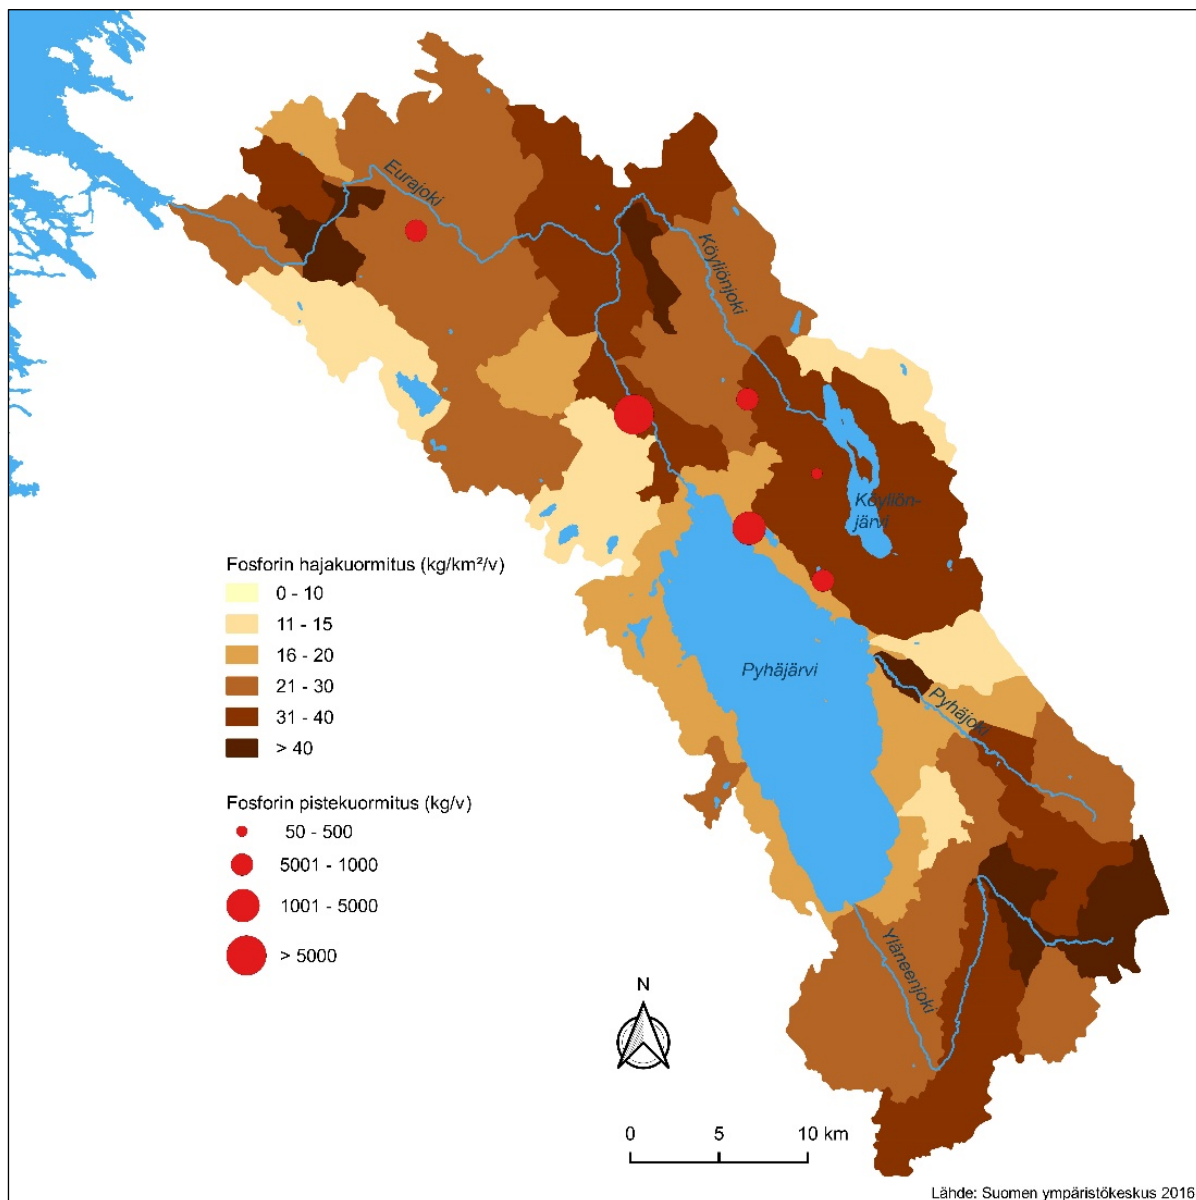 Eurajoki
Köyliönjoki
Köyliön-
järvi
Pyhäjärvi
Pyhäjoki
Yläneenjoki
Fosforin hajakuormitus (kg/km²/v)
0 - 10
11 - 15
16 - 20
21 - 30
31 - 40
> 40
Fosforin pistekuormitus (kg/v)
50 - 500
5001 - 1000
1001 - 5000
> 5000
N
0 5 10 km
Lähde: Suomen ympäristökeskus 2016